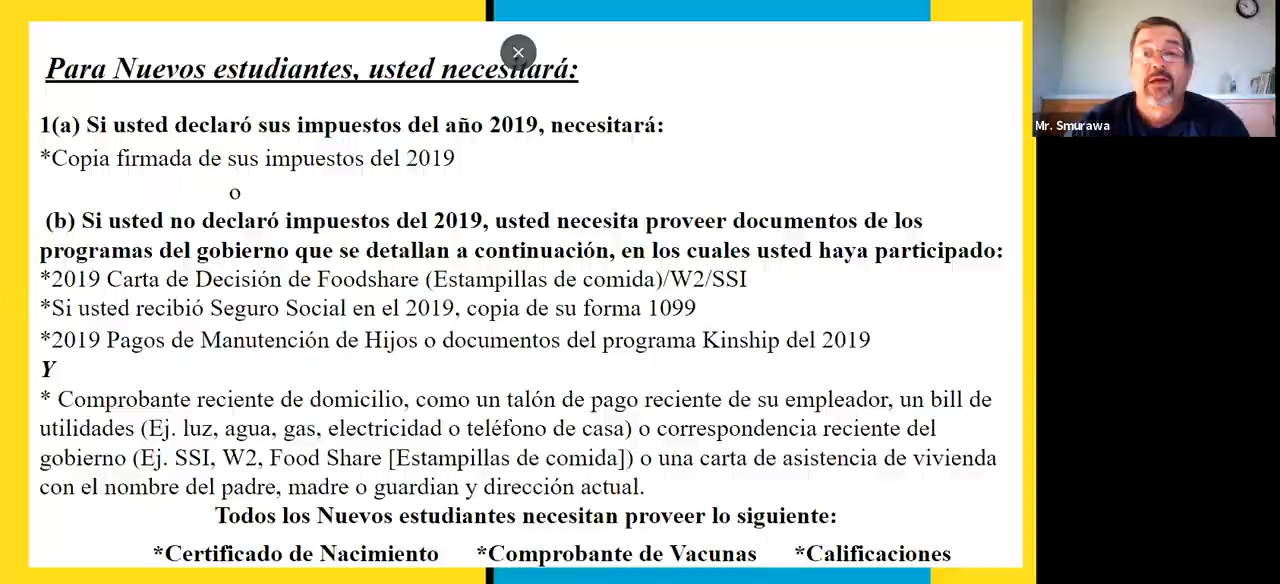 Para Nuevos estudiantes, usted necesitará:
1(a) Si usted declaró sus impuestos del año 2019, necesitará:
*Copia firmada de sus impuestos del 2019
o
(b) Si usted no declaró impuestos del 2019, usted necesita proveer documentos de los
programas del gobierno que se detallan a continuación, en los cuales usted haya participado:
*2019 Carta de Decisión de Foodshare (Estampillas de comida)/W2/SSI
*Si usted recibió Seguro Social en el 2019, copia de su forma 1099
*2019 Pagos de Manutención de Hijos o documentos del programa Kinship del 2019
Y
* Comprobante reciente de domicilio, como un talón de pago reciente de su empleador, un bill de
utilidades (Ej. luz, agua, gas, electricidad o teléfono de casa) o correspondencia reciente del
gobierno (Ej. SSI, W2, Food Share [Estampillas de comida]) o una carta de asistencia de vivienda
con el nombre del padre, madre o guardian y dirección actual.
Todos los Nuevos estudiantes necesitan proveer lo siguiente:
*Certificado de Nacimiento *Comprobante de Vacunas *Calificaciones
Mr. Smurawa